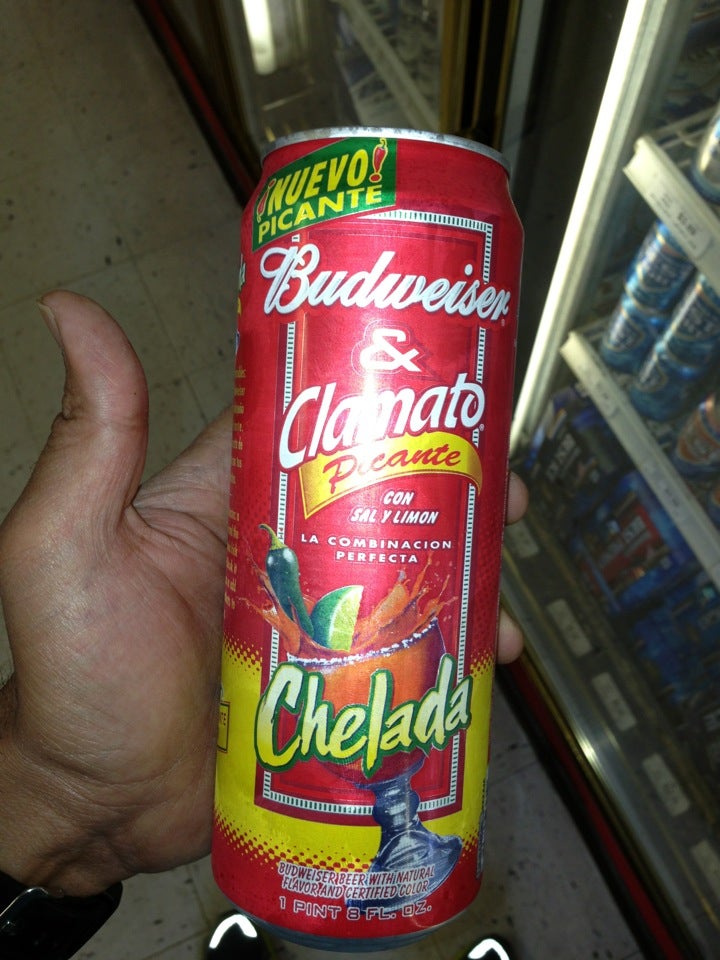 ¡NUEVO!
PICANTE
Budweiser
&
Clamato
Picante
CON
SAL Y LIMON
LA COMBINACION
PERFECTA
Chelada
BUDWEISER BEER WITH NATURAL
FLAVOR AND CERTIFIED COLOR
1 PINT 8 FL. OZ.